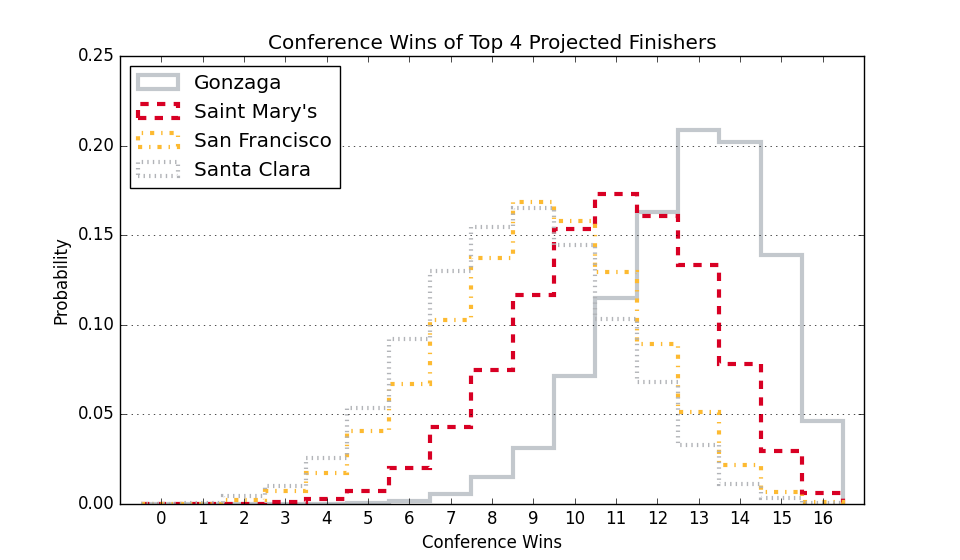 Conference Wins of Top 4 Projected Finishers
0.25
0.20
0.15
0.10
0.05
0.00
Probability
Gonzaga
Saint Mary's
San Francisco
Santa Clara
0 1 2 3 4 5 6 7 8 9 10 11 12 13 14 15 16
Conference Wins